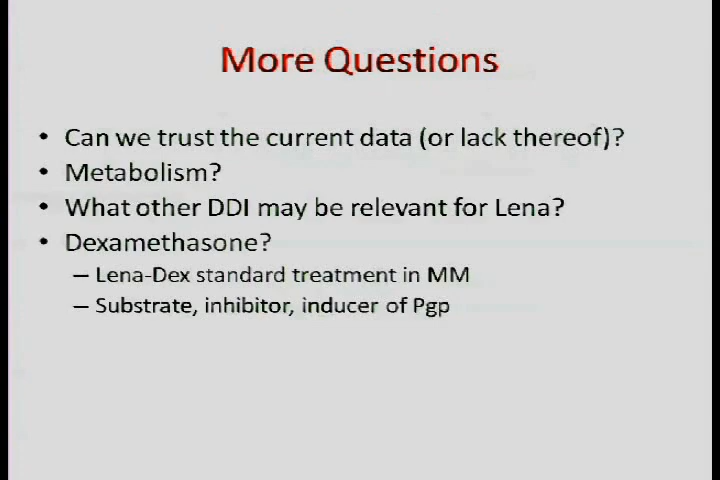 More Questions
• Can we trust the current data (or lack thereof)?
• Metabolism?
• What other DDI may be relevant for Lena?
• Dexamethasone?
– Lena-Dex standard treatment in MM
– Substrate, inhibitor, inducer of Pgp